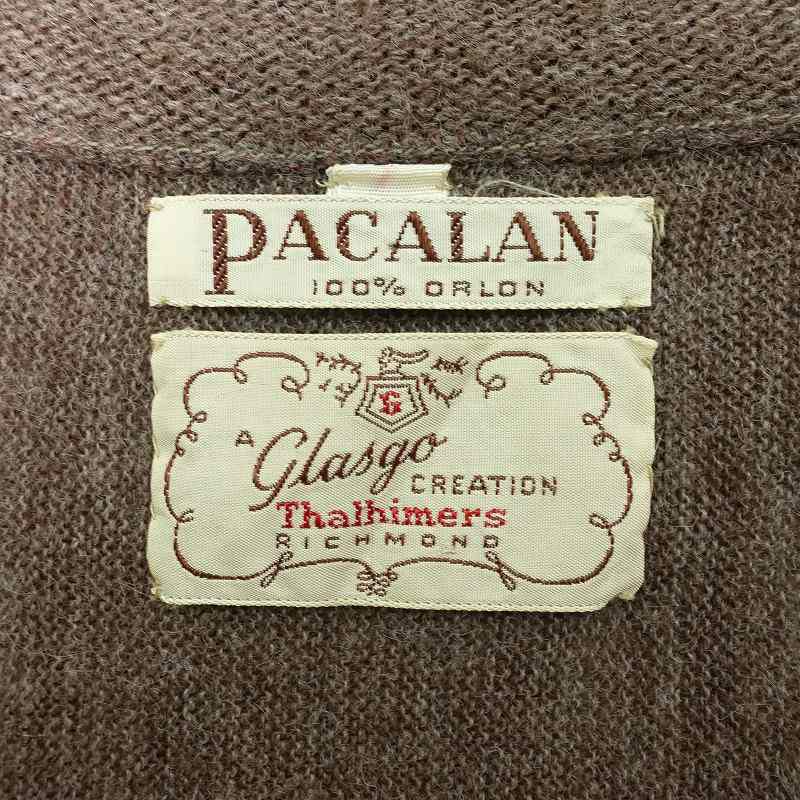 PACALAN
100% ORLON
G
A Glasgo CREATION
Thalhimers
RICHMOND